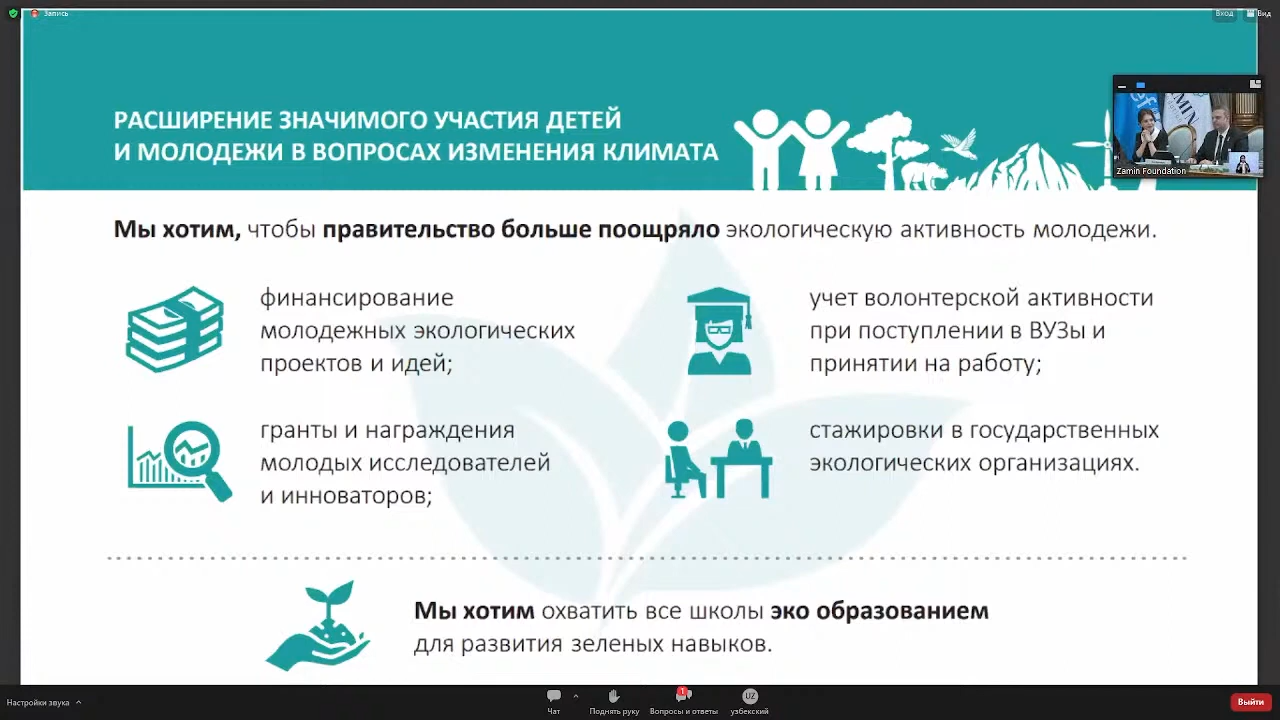 Запись
Вход
Вид
РАСШИРЕНИЕ ЗНАЧИМОГО УЧАСТИЯ ДЕТЕЙ
И МОЛОДЕЖИ В ВОПРОСАХ ИЗМЕНЕНИЯ КЛИМАТА
Zamin Foundation
Мы хотим, чтобы правительство больше поощряло экологическую активность молодежи.
финансирование
молодежных экологических
проектов и идей;
учет волонтерской активности
при поступлении в ВУЗы и
принятии на работу;
гранты и награждения
молодых исследователей
и инноваторов;
стажировки в государственных
экологических организациях.
Мы хотим охватить все школы эко образованием
для развития зеленых навыков.
Настройки звука
Чат
Поднять руку
1
Вопросы и ответы
UZ
узбекский
Выйти